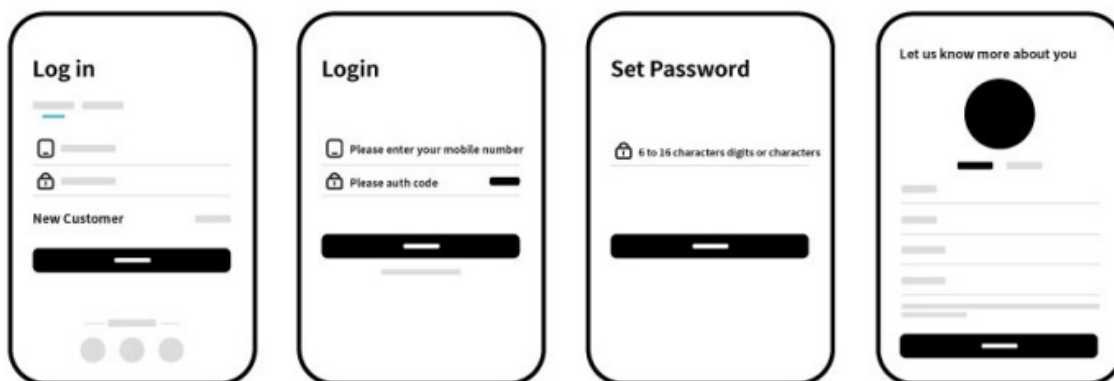 Log in
New Customer
Login
Please enter your mobile number
Please auth code
Set Password
6 to 16 characters digits or characters
Let us know more about you